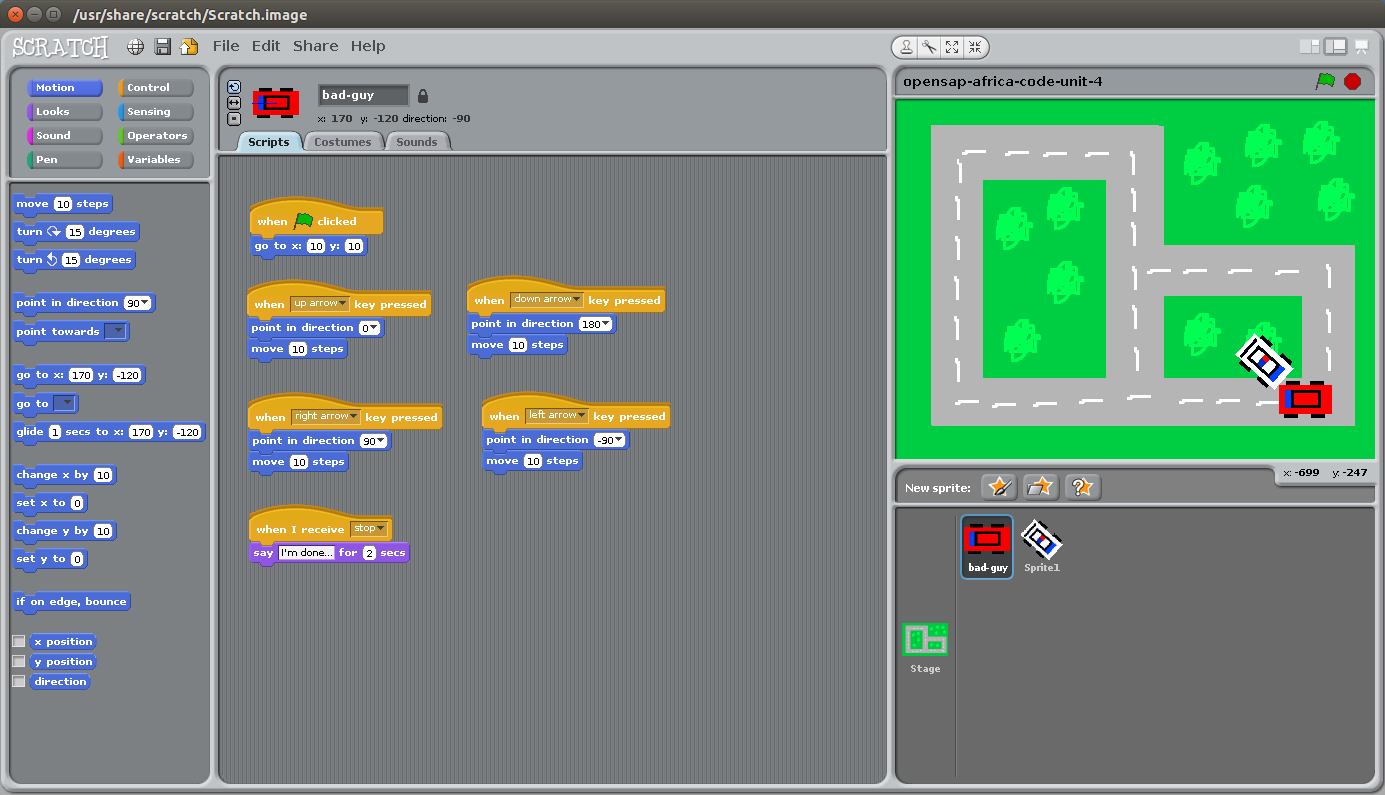 /usr/share/scratch/Scratch.image
SCRATCH File Edit Share Help
Motion Control
Looks Sensing
Sound Operators
Pen Variables
move 10 steps
turn 15 degrees
turn 15 degrees
point in direction 90
point towards
go to x: 170 y: -120
go to
glide 1 secs to x: 170 y: -120
change x by 10
set x to 0
change y by 10
set y to 0
if on edge, bounce
x position
y position
direction
bad-guy
x: 170 y: -120 direction: -90
Scripts Costumes Sounds
when clicked
go to x: 10 y: 10
when up arrow key pressed
point in direction 0
move 10 steps
when down arrow key pressed
point in direction 180
move 10 steps
when right arrow key pressed
point in direction 90
move 10 steps
when left arrow key pressed
point in direction -90
move 10 steps
when I receive stop
say I'm done... for 2 secs
opensap-africa-code-unit-4
x: -699 y: -247
New sprite:
bad-guy Sprite1
Stage